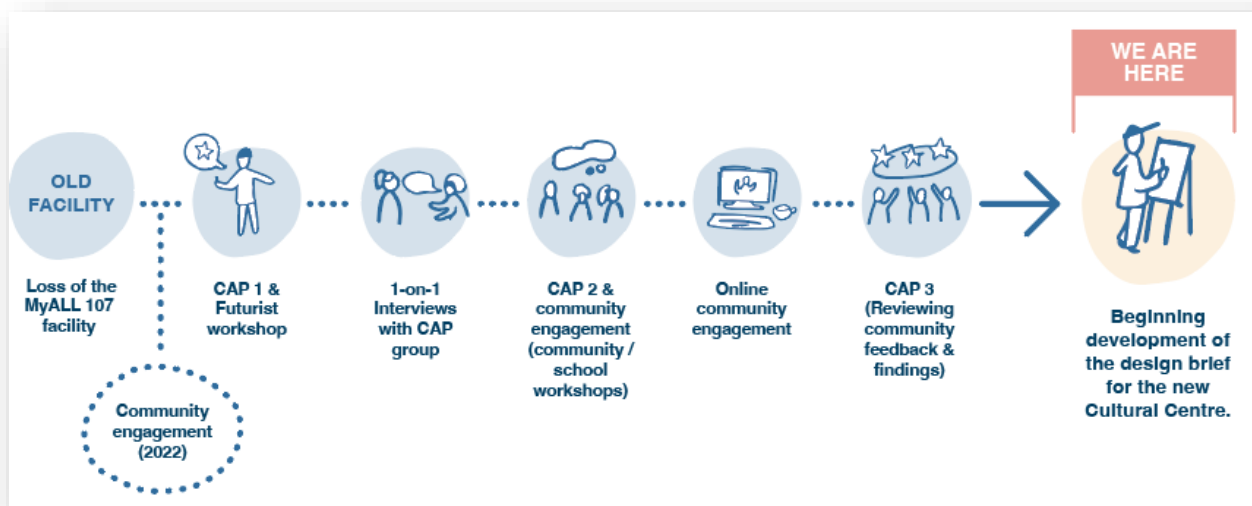 WE ARE
HERE
OLD
FACILITY
Loss of the
MyALL 107
facility
Community
engagement
(2022)
CAP 1 &
Futurist
workshop
1-on-1
Interviews
with CAP
group
CAP 2 &
community
engagement
(community /
school
workshops)
Online
community
engagement
CAP 3
(Reviewing
community
feedback &
findings)
Beginning
development of
the design brief
for the new
Cultural Centre.